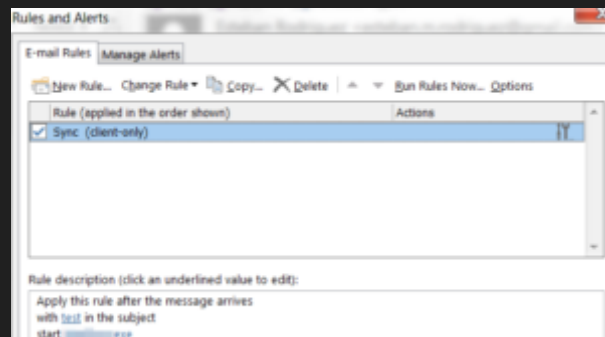 Rules and Alerts
E-mail Rules Manage Alerts
New Rule... Change Rule Copy... Delete Run Rules Now... Options
Rule (applied in the order shown) Actions
Sync (client-only)
Rule description (click an underlined value to edit):
Apply this rule after the message arrives
with test in the subject
start